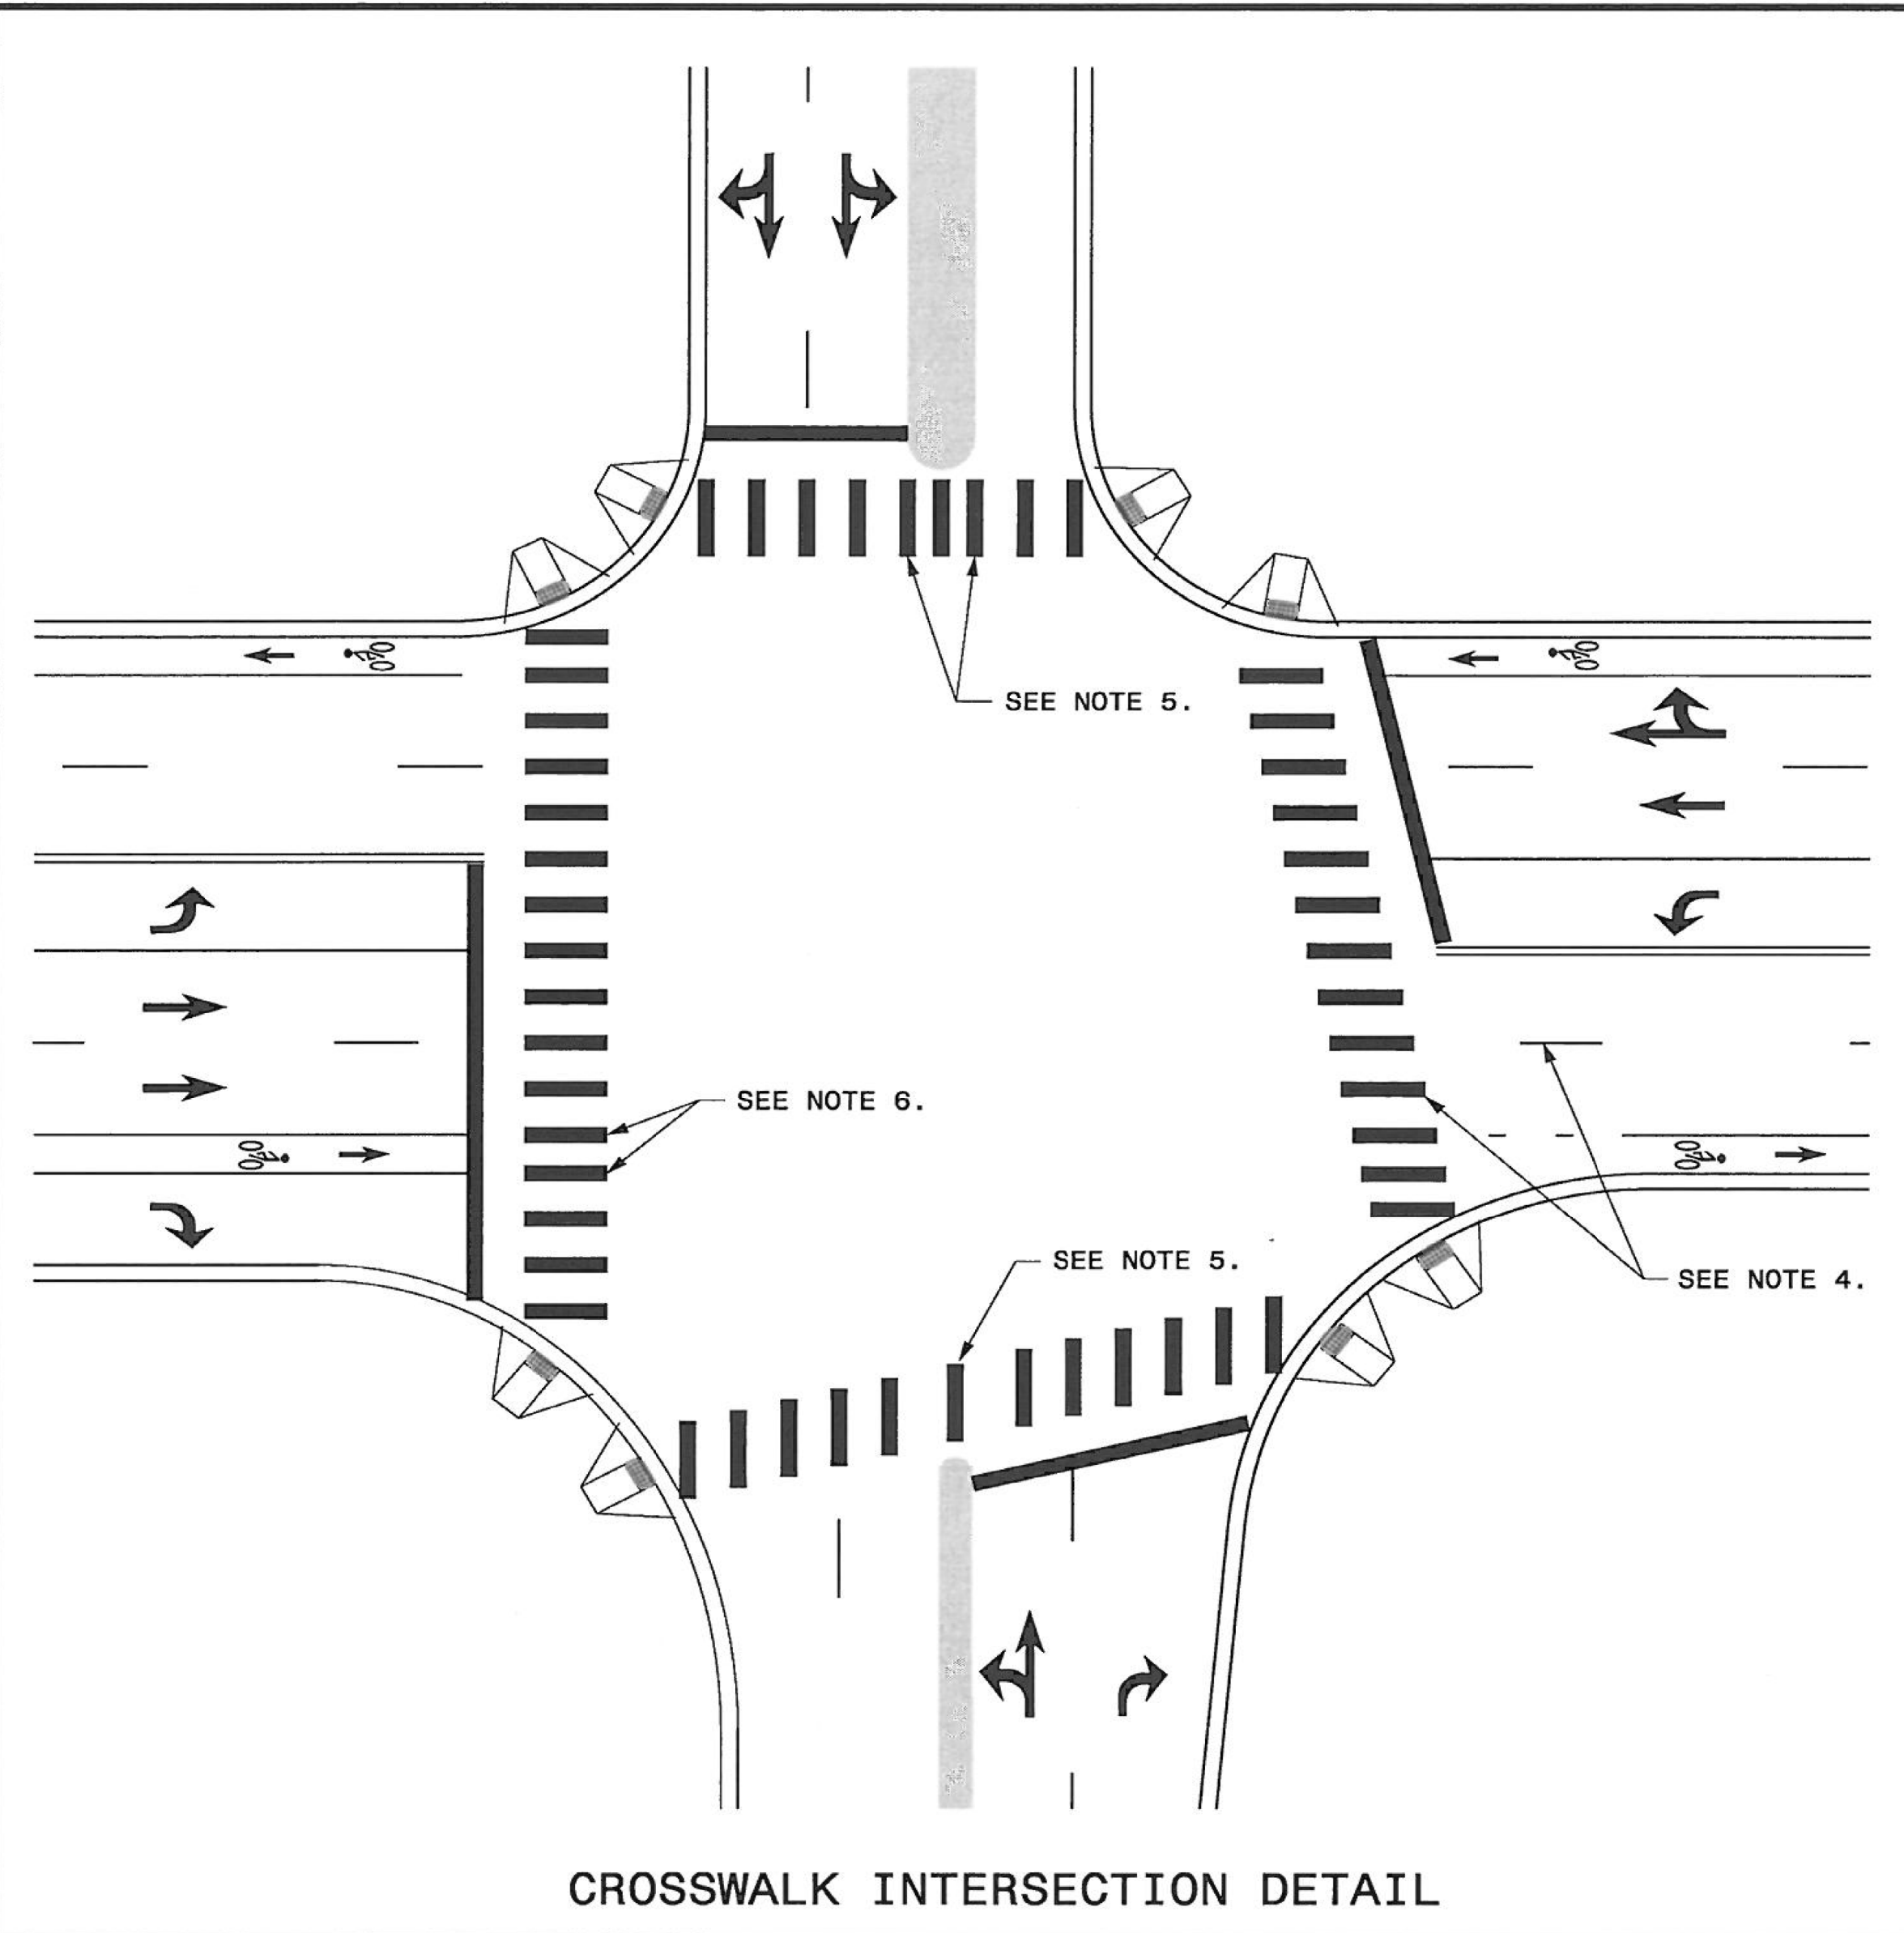 SEE NOTE 5.
SEE NOTE 6.
SEE NOTE 5.
SEE NOTE 4.
CROSSWALK INTERSECTION DETAIL